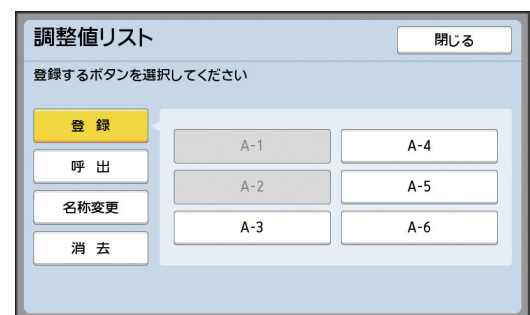 調整値リスト
閉じる
登録するボタンを選択してください
登 録
呼 出
名称変更
消 去
A-1
A-4
A-2
A-5
A-3
A-6